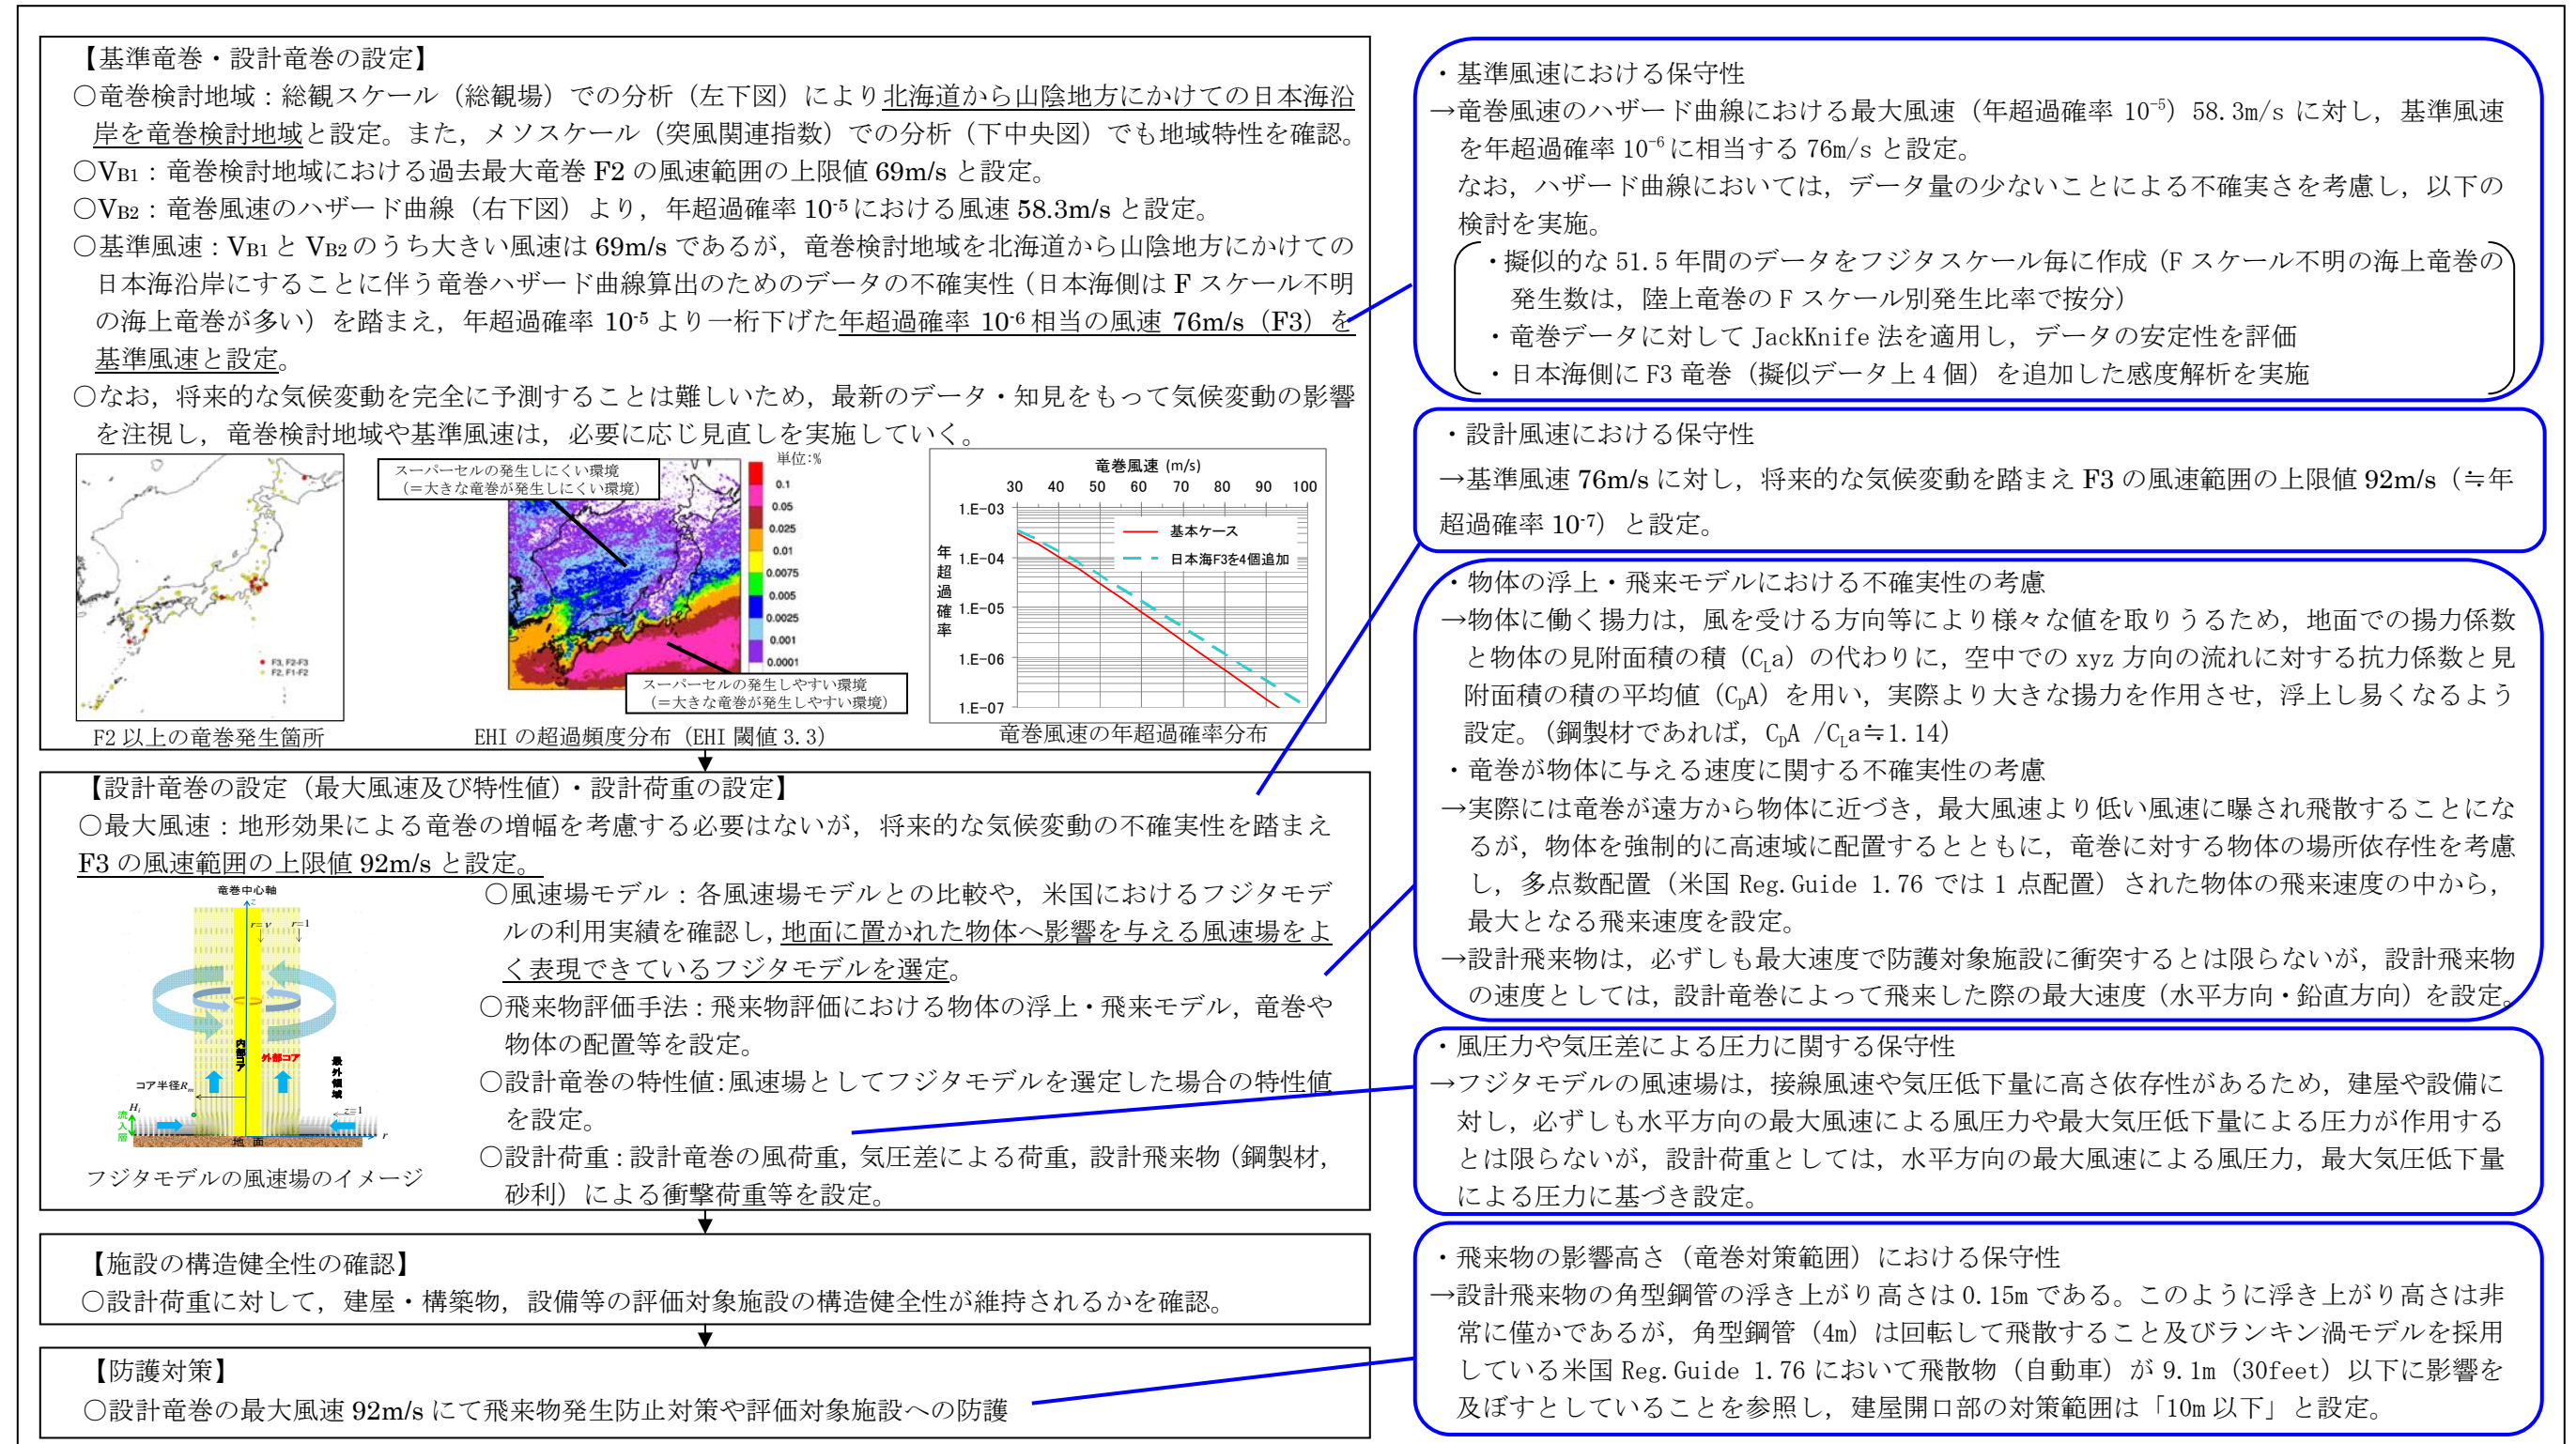 【基準竜巻・設計竜巻の設定】
○竜巻検討地域：総観スケール（総観場）での分析（左下図）により北海道から山陰地方にかけての日本海沿
岸を竜巻検討地域と設定。また，メソスケール（突風関連指数）での分析（下中央図）でも地域特性を確認。
○VB1：竜巻検討地域における過去最大竜巻 F2 の風速範囲の上限値 69m/s と設定。
○VB2：竜巻風速のハザード曲線（右下図）より，年超過確率 10-5 における風速 58.3m/s と設定。
○基準風速：VB1 と VB2 のうち大きい風速は 69m/s であるが，竜巻検討地域を北海道から山陰地方にかけての
日本海沿岸にすることに伴う竜巻ハザード曲線算出のためのデータの不確実性（日本海側は F スケール不明
の海上竜巻が多い）を踏まえ，年超過確率 10-5 より一桁下げた年超過確率 10-6 相当の風速 76m/s（F3）を
基準風速と設定。
○なお，将来的な気候変動を完全に予測することは難しいため，最新のデータ・知見をもって気候変動の影響
を注視し，竜巻検討地域や基準風速は，必要に応じ見直しを実施していく。
F3, F2-F3
F2, F1-F2
F2 以上の竜巻発生箇所
スーパーセルの発生しにくい環境
（＝大きな竜巻が発生しにくい環境）
単位:%
0.1
0.05
0.025
0.01
0.0075
0.005
0.0025
0.001
0.0001
スーパーセルの発生しやすい環境
（＝大きな竜巻が発生しやすい環境）
EHI の超過頻度分布（EHI 閾値 3.3）
竜巻風速 (m/s)
30 40 50 60 70 80 90 100
1.E-03
1.E-04
1.E-05
1.E-06
1.E-07
年超過確率
基本ケース
日本海F3を4個追加
竜巻風速の年超過確率分布
【設計竜巻の設定（最大風速及び特性値）・設計荷重の設定】
○最大風速：地形効果による竜巻の増幅を考慮する必要はないが，将来的な気候変動の不確実性を踏まえ
F3 の風速範囲の上限値 92m/s と設定。
竜巻中心軸
z
r=ν
r=1
内部コア
外部コア
最外領域
コア半径Rm
Hi
流入層
z=1
r
地 面
フジタモデルの風速場のイメージ
○風速場モデル：各風速場モデルとの比較や，米国におけるフジタモデ
ルの利用実績を確認し，地面に置かれた物体へ影響を与える風速場をよ
く表現できているフジタモデルを選定。
○飛来物評価手法：飛来物評価における物体の浮上・飛来モデル，竜巻や
物体の配置等を設定。
○設計竜巻の特性値：風速場としてフジタモデルを選定した場合の特性値
を設定。
○設計荷重：設計竜巻の風荷重，気圧差による荷重，設計飛来物（鋼製材，
砂利）による衝撃荷重等を設定。
【施設の構造健全性の確認】
○設計荷重に対して，建屋・構築物，設備等の評価対象施設の構造健全性が維持されるかを確認。
【防護対策】
○設計竜巻の最大風速 92m/s にて飛来物発生防止対策や評価対象施設への防護
・基準風速における保守性
→竜巻風速のハザード曲線における最大風速（年超過確率 10-5）58.3m/s に対し，基準風速
を年超過確率 10-6 に相当する 76m/s と設定。
なお，ハザード曲線においては，データ量の少ないことによる不確実さを考慮し，以下の
検討を実施。
・擬似的な 51.5 年間のデータをフジタスケール毎に作成（F スケール不明の海上竜巻の
発生数は，陸上竜巻の F スケール別発生比率で按分）
・竜巻データに対して JackKnife 法を適用し，データの安定性を評価
・日本海側に F3 竜巻（擬似データ上 4 個）を追加した感度解析を実施
・設計風速における保守性
→基準風速 76m/s に対し，将来的な気候変動を踏まえ F3 の風速範囲の上限値 92m/s（≒年
超過確率 10-7）と設定。
・物体の浮上・飛来モデルにおける不確実性の考慮
→物体に働く揚力は，風を受ける方向等により様々な値を取りうるため，地面での揚力係数
と物体の見附面積の積（CLa）の代わりに，空中での xyz 方向の流れに対する抗力係数と見
附面積の積の平均値（CDA）を用い，実際より大きな揚力を作用させ，浮上し易くなるよう
設定。（鋼製材であれば，CDA /CLa≒1.14）
・竜巻が物体に与える速度に関する不確実性の考慮
→実際には竜巻が遠方から物体に近づき，最大風速より低い風速に曝され飛散することにな
るが，物体を強制的に高速域に配置するとともに，竜巻に対する物体の場所依存性を考慮
し，多点数配置（米国 Reg.Guide 1.76 では 1 点配置）された物体の飛来速度の中から，
最大となる飛来速度を設定。
→設計飛来物は，必ずしも最大速度で防護対象施設に衝突するとは限らないが，設計飛来物
の速度としては，設計竜巻によって飛来した際の最大速度（水平方向・鉛直方向）を設定。
・風圧力や気圧差による圧力に関する保守性
→フジタモデルの風速場は，接線風速や気圧低下量に高さ依存性があるため，建屋や設備に
対し，必ずしも水平方向の最大風速による風圧力や最大気圧低下量による圧力が作用する
とは限らないが，設計荷重としては，水平方向の最大風速による風圧力，最大気圧低下量
による圧力に基づき設定。
・飛来物の影響高さ（竜巻対策範囲）における保守性
→設計飛来物の角型鋼管の浮き上がり高さは 0.15m である。このように浮き上がり高さは非
常に僅かであるが，角型鋼管（4m）は回転して飛散すること及びランキン渦モデルを採用
している米国 Reg.Guide 1.76 において飛散物（自動車）が 9.1m（30feet）以下に影響を
及ぼすとしていることを参照し，建屋開口部の対策範囲は「10m 以下」と設定。